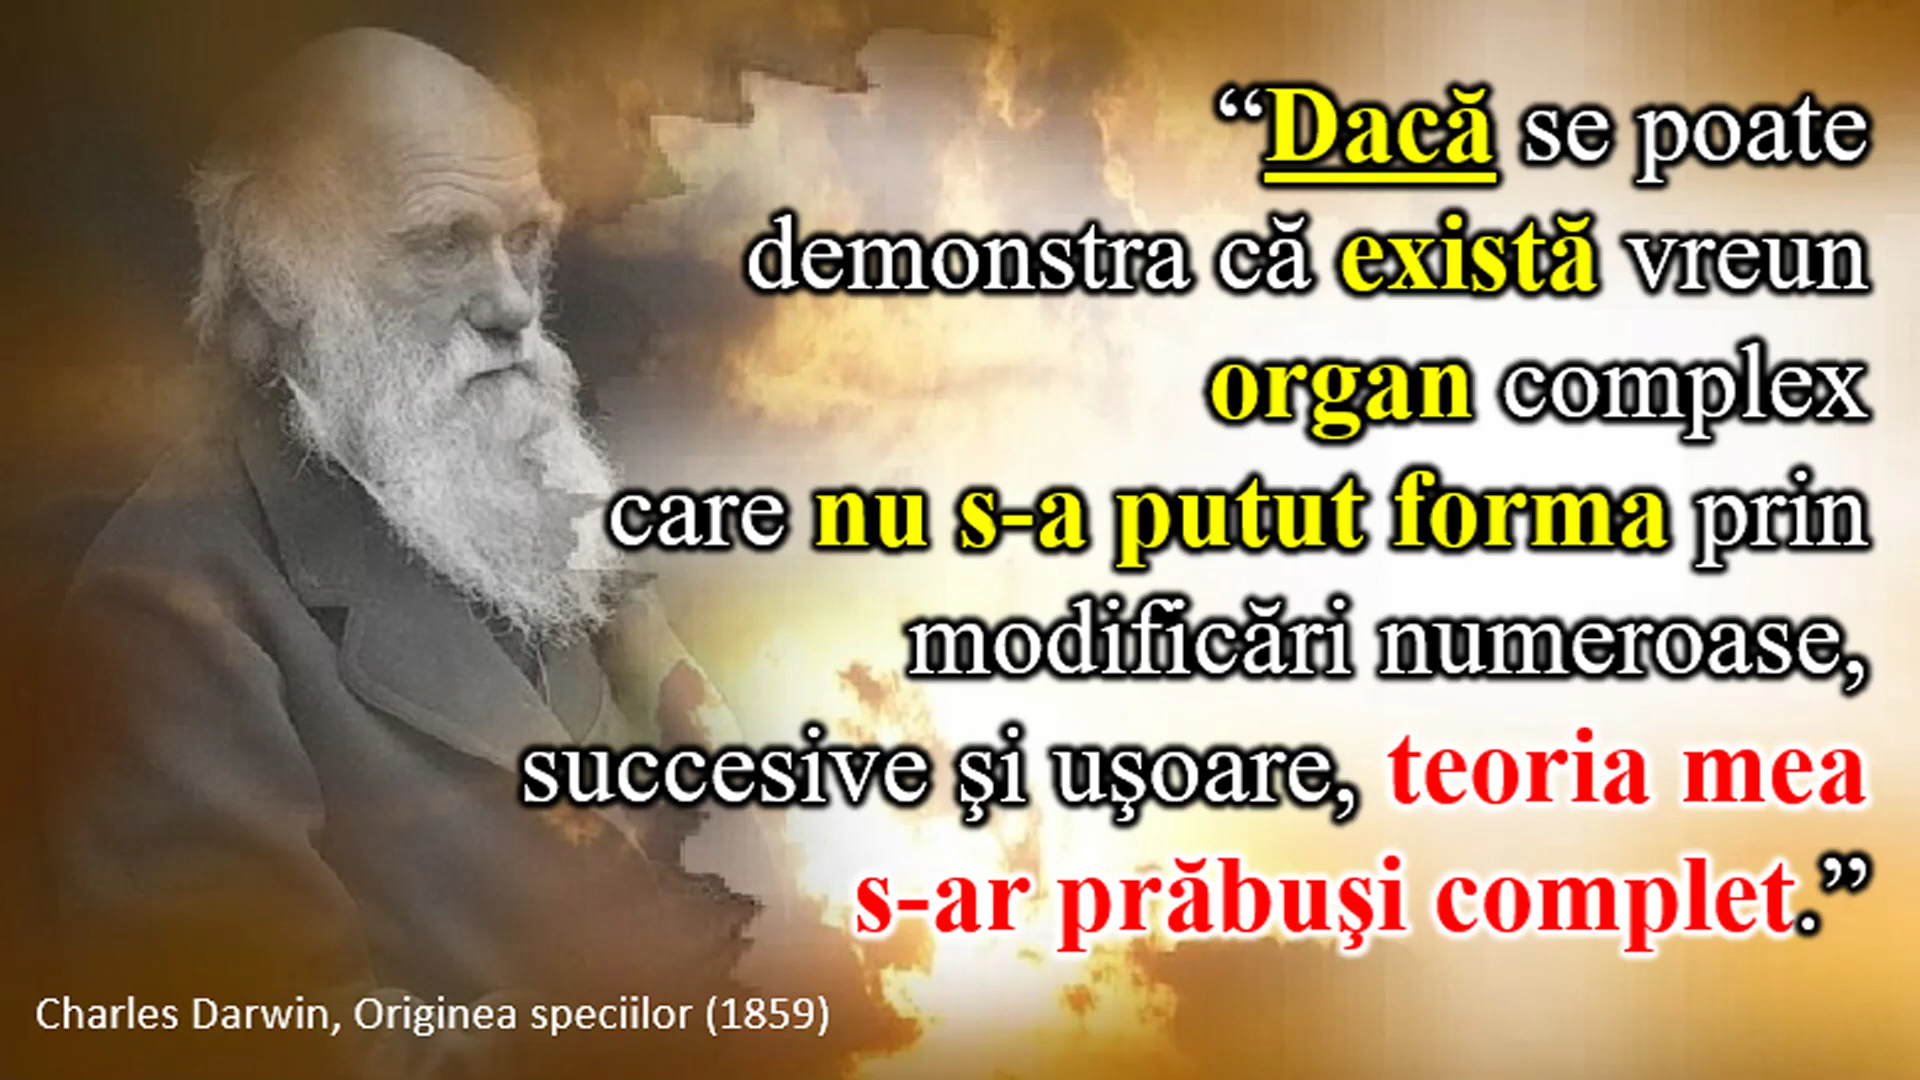 “Dacă se poate
demonstra că există vreun
organ complex
care nu s-a putut forma prin
modificări numeroase,
succesive şi uşoare, teoria mea
s-ar prăbuşi complet.”
Charles Darwin, Originea speciilor (1859)